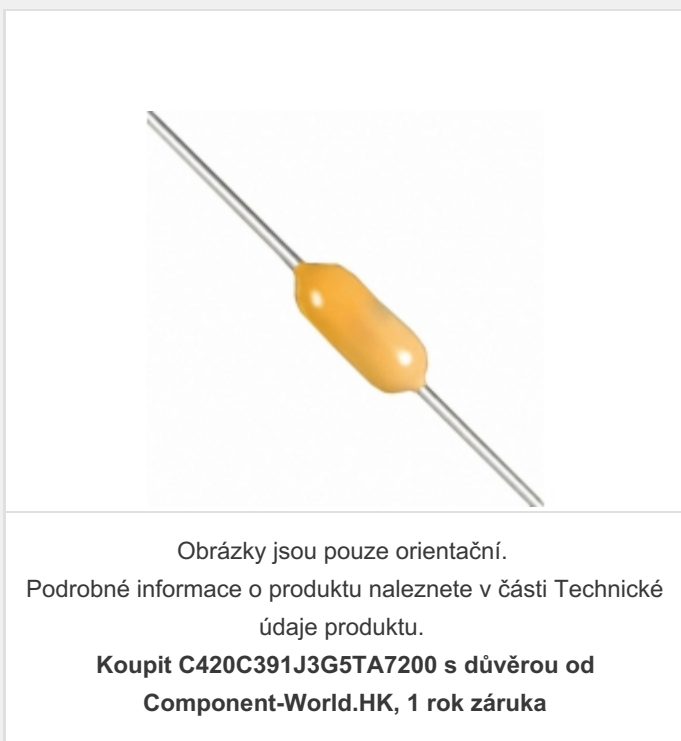 Obrázky jsou pouze orientační.
Podrobné informace o produktu naleznete v části Technické
údaje produktu.
Koupit C420C391J3G5TA7200 s důvěrou od
Component-World.HK, 1 rok záruka